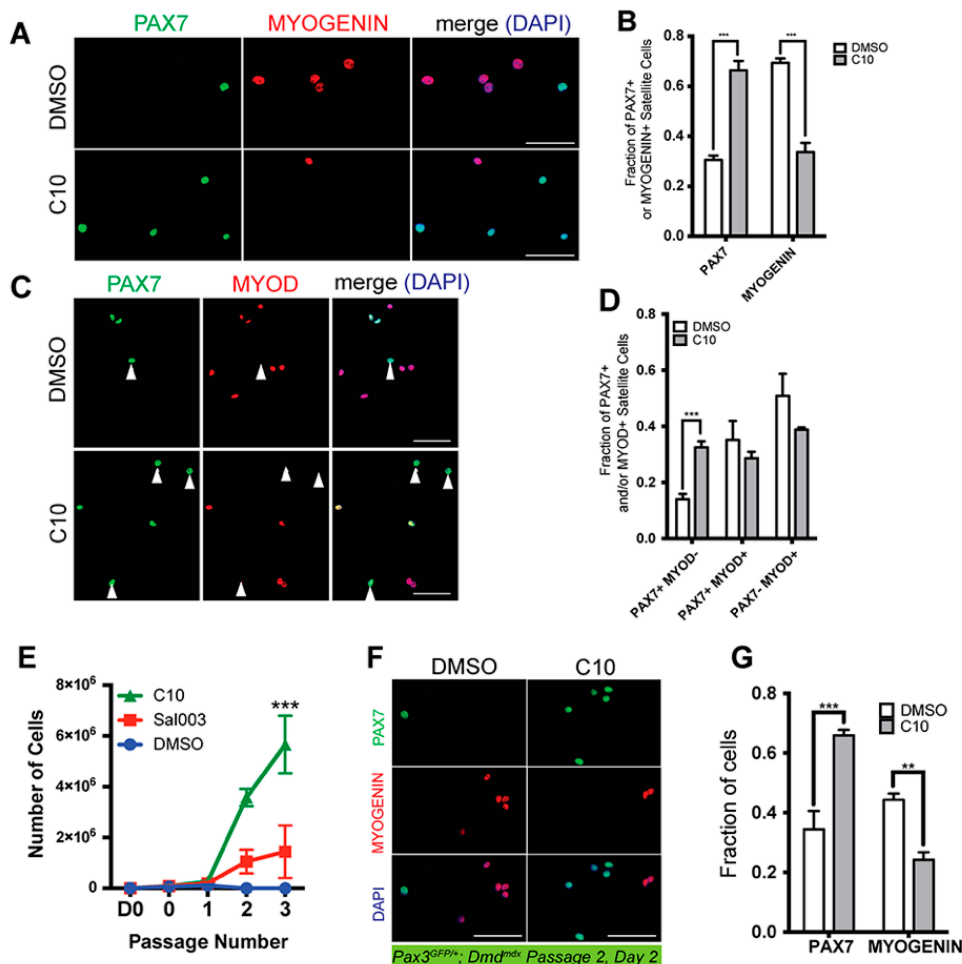 A
PAX7 MYOGENIN merge (DAPI)
DMSO
C10
B
Fraction of PAX7+
or MYOGENIN+ Satellite Cells
0.8
0.6
0.4
0.2
0.0
*** ***
DMSO
C10
PAX7
MYOGENIN
C
PAX7 MYOD merge (DAPI)
DMSO
C10
D
Fraction of PAX7+
and/or MYOD+ Satellite Cells
0.8
0.6
0.4
0.2
0.0
DMSO
C10
***
PAX7+ MYOD-
PAX7+ MYOD+
PAX7- MYOD+
E
Number of Cells
8×10⁶
6×10⁶
4×10⁶
2×10⁶
0
C10
Sal003
DMSO
***
D0 0 1 2 3
Passage Number
F
DMSO C10
PAX7
MYOGENIN
DAPI
Pax3GFP/+; Dmdmdx Passage 2, Day 2
G
Fraction of cells
0.8
0.6
0.4
0.2
0.0
***
**
DMSO
C10
PAX7 MYOGENIN